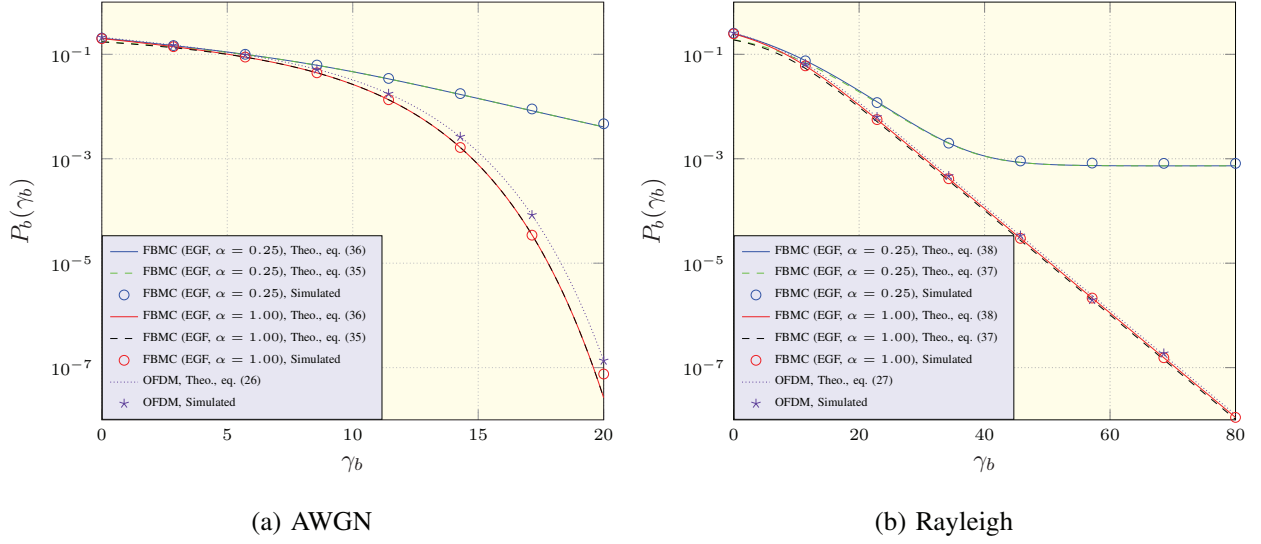 10^−1
10^−3
10^−5
10^−7
P_b(γ_b)
FBMC (EGF, α = 0.25), Theo., eq. (36)
FBMC (EGF, α = 0.25), Theo., eq. (35)
FBMC (EGF, α = 0.25), Simulated
FBMC (EGF, α = 1.00), Theo., eq. (36)
FBMC (EGF, α = 1.00), Theo., eq. (35)
FBMC (EGF, α = 1.00), Simulated
OFDM, Theo., eq. (26)
OFDM, Simulated
0 5 10 15 20
γ_b
(a) AWGN
10^−1
10^−3
10^−5
10^−7
P_b(γ_b)
FBMC (EGF, α = 0.25), Theo., eq. (38)
FBMC (EGF, α = 0.25), Theo., eq. (37)
FBMC (EGF, α = 0.25), Simulated
FBMC (EGF, α = 1.00), Theo., eq. (38)
FBMC (EGF, α = 1.00), Theo., eq. (37)
FBMC (EGF, α = 1.00), Simulated
OFDM, Theo., eq. (27)
OFDM, Simulated
0 20 40 60 80
γ_b
(b) Rayleigh